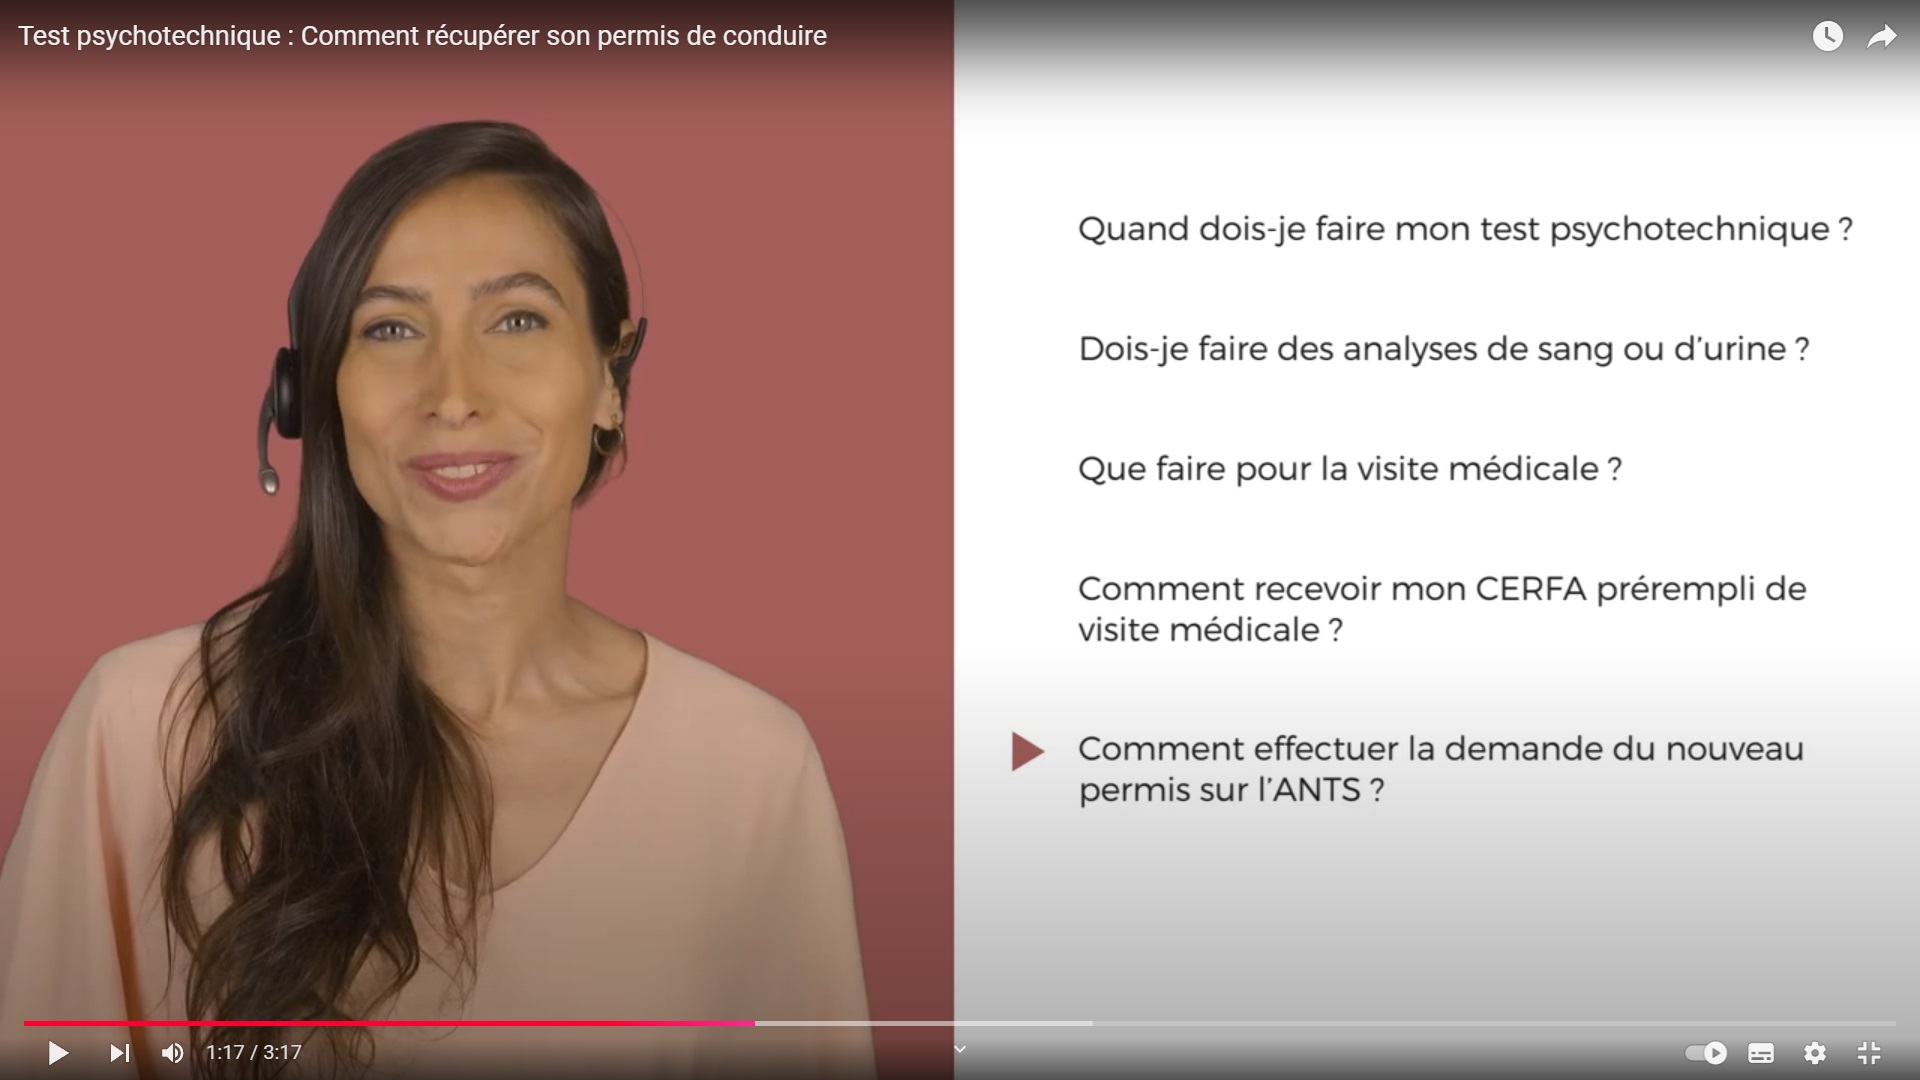 Test psychotechnique : Comment récupérer son permis de conduire
Quand dois-je faire mon test psychotechnique ?
Dois-je faire des analyses de sang ou d’urine ?
Que faire pour la visite médicale ?
Comment recevoir mon CERFA prérempli de
visite médicale ?
Comment effectuer la demande du nouveau
permis sur l’ANTS ?
1:17 / 3:17